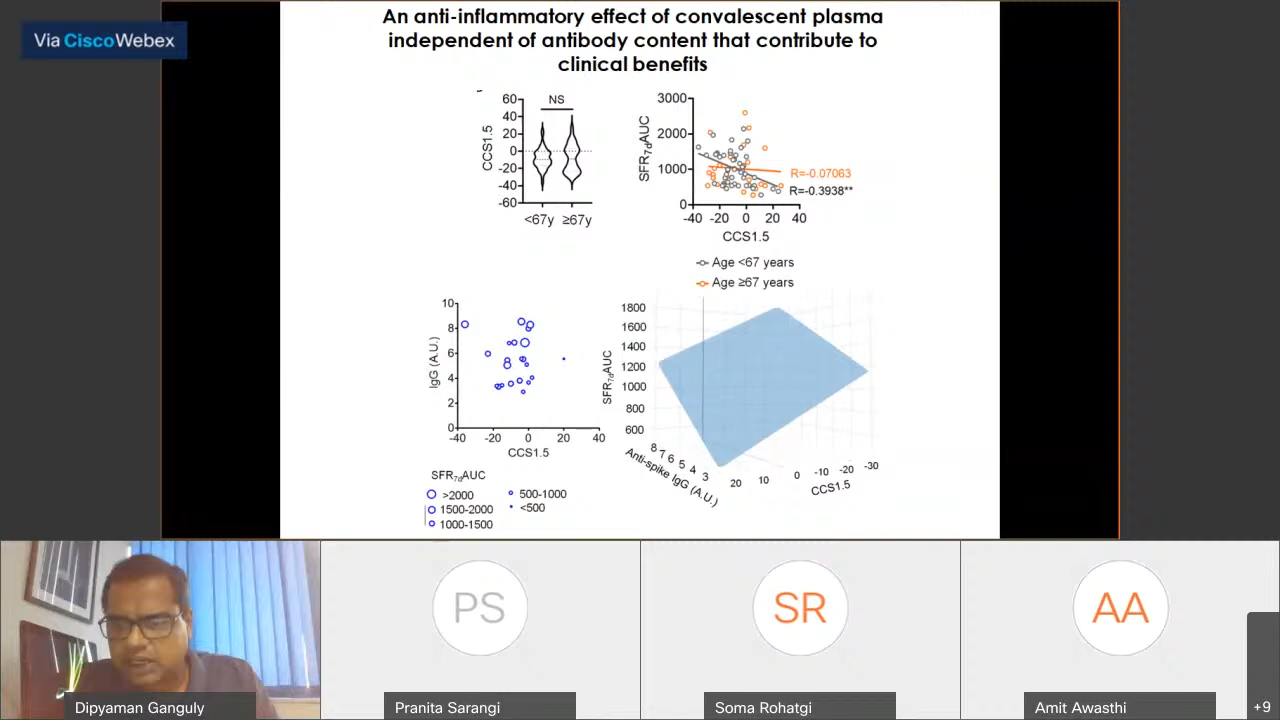 Via Cisco Webex
An anti-inflammatory effect of convalescent plasma
independent of antibody content that contribute to
clinical benefits
60
40
20
0
-20
-40
-60
CCS1.5
NS
<67y ≥67y
3000
2000
1000
0
SFR7dAUC
R=-0.07063
R=-0.3938**
-40 -20 0 20 40
CCS1.5
Age <67 years
Age ≥67 years
10
8
6
4
2
0
IgG (A.U.)
-40 -20 0 20 40
CCS1.5
SFR7dAUC
>2000
1500-2000
1000-1500
500-1000
<500
1800
1600
1400
1200
1000
800
600
SFR7dAUC
8 7 6 5 4 3
Anti-spike IgG (A.U.)
20 10 0 -10 -20 -30
CCS1.5
PS
SR
AA
Dipyaman Ganguly
Pranita Sarangi
Soma Rohatgi
Amit Awasthi
+9